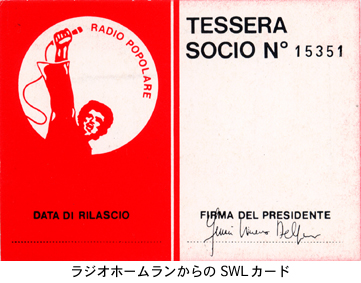 RADIO POPOLARE
DATA DI RILASCIO
TESSERA
SOCIO N° 15351
FIRMA DEL PRESIDENTE
ラジオホームランからの SWLカード